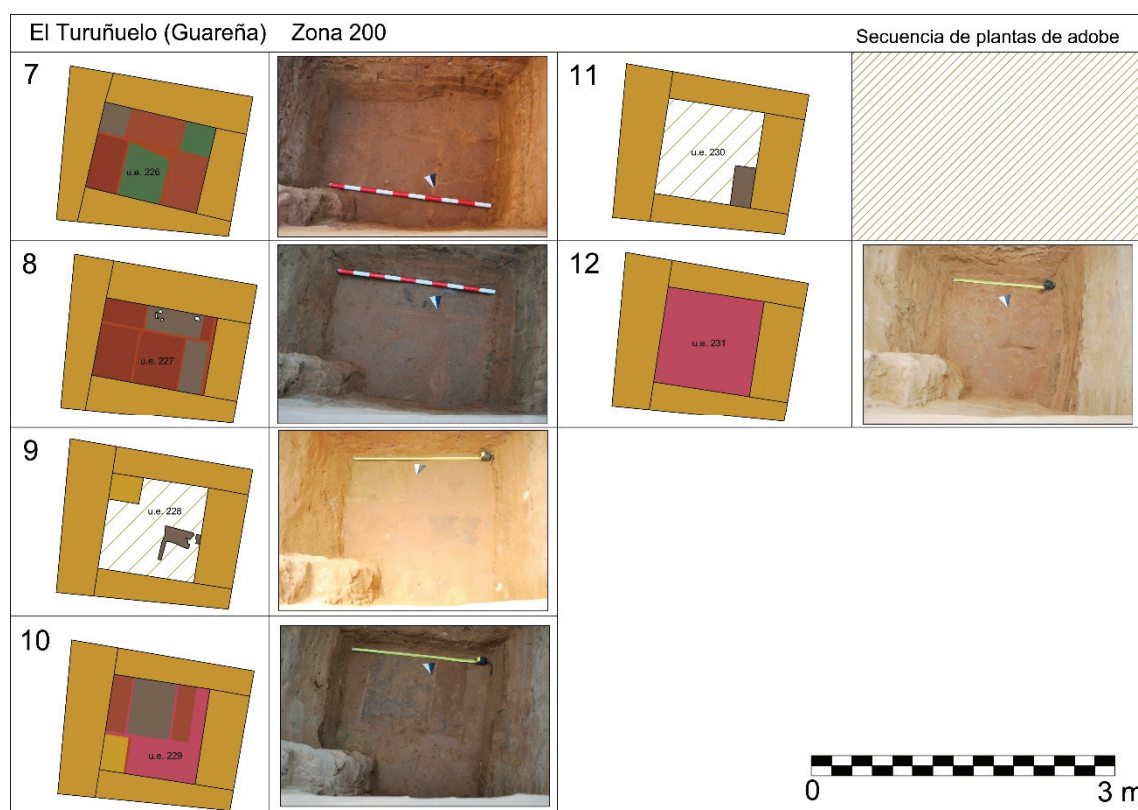 El Turuñuelo (Guareña) Zona 200
Secuencia de plantas de adobe
7
u.e. 226
8
u.e. 227
9
u.e. 228
10
u.e. 229
11
u.e. 230
12
u.e. 231
0 3 m